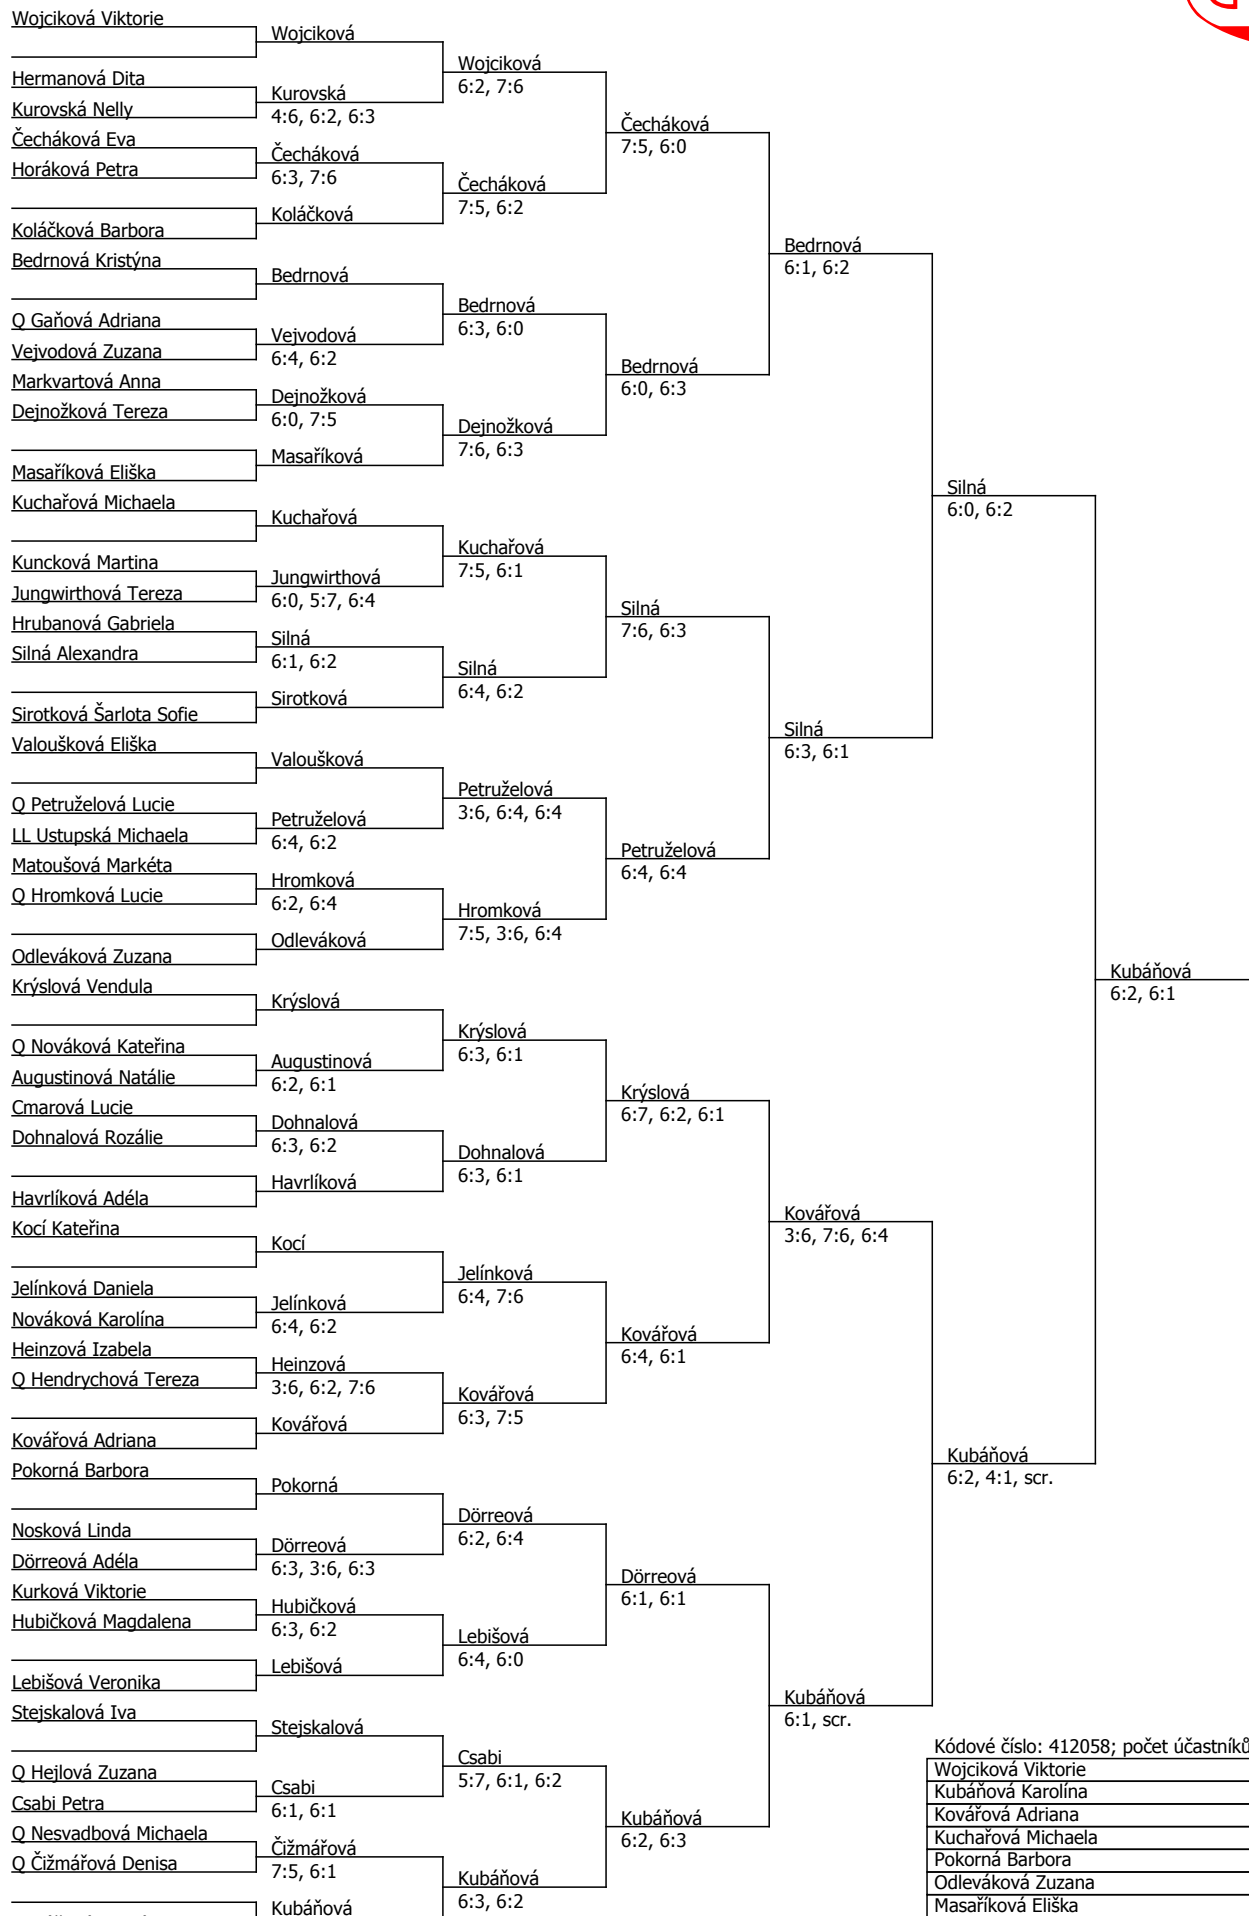 Wojciková Viktorie
Hermanová Dita
Kurovská Nelly
Čecháková Eva
Horáková Petra
Koláčková Barbora
Bedrnová Kristýna
Q Gaňová Adriana
Vejvodová Zuzana
Markvartová Anna
Dejnožková Tereza
Masaříková Eliška
Kuchařová Michaela
Kuncková Martina
Jungwirthová Tereza
Hrubanová Gabriela
Silná Alexandra
Sirotková Šarlota Sofie
Valoušková Eliška
Q Petruželová Lucie
LL Ustupská Michaela
Matoušová Markéta
Q Hromková Lucie
Odleváková Zuzana
Krýslová Vendula
Q Nováková Kateřina
Augustinová Natálie
Cmarová Lucie
Dohnalová Rozálie
Havrlíková Adéla
Kocí Kateřina
Jelínková Daniela
Nováková Karolína
Heinzová Izabela
Q Hendrychová Tereza
Kovářová Adriana
Pokorná Barbora
Nosková Linda
Dörreová Adéla
Kurková Viktorie
Hubičková Magdalena
Lebišová Veronika
Stejskalová Iva
Q Hejlová Zuzana
Csabi Petra
Q Nesvadbová Michaela
Q Čižmářová Denisa
Wojciková
Kurovská
4:6, 6:2, 6:3
Čecháková
6:3, 7:6
Koláčková
Bedrnová
Vejvodová
6:4, 6:2
Dejnožková
6:0, 7:5
Masaříková
Kuchařová
Jungwirthová
6:0, 5:7, 6:4
Silná
6:1, 6:2
Sirotková
Valoušková
Petruželová
6:4, 6:2
Hromková
6:2, 6:4
Odleváková
Krýslová
Augustinová
6:2, 6:1
Dohnalová
6:3, 6:2
Havrlíková
Kocí
Jelínková
6:4, 6:2
Heinzová
3:6, 6:2, 7:6
Kovářová
Pokorná
Dörreová
6:3, 3:6, 6:3
Hubičková
6:3, 6:2
Lebišová
Stejskalová
Csabi
6:1, 6:1
Čižmářová
7:5, 6:1
Kubáňová
Wojciková
6:2, 7:6
Čecháková
7:5, 6:2
Bedrnová
6:3, 6:0
Dejnožková
7:6, 6:3
Kuchařová
7:5, 6:1
Silná
6:4, 6:2
Petruželová
3:6, 6:4, 6:4
Hromková
7:5, 3:6, 6:4
Krýslová
6:3, 6:1
Dohnalová
6:3, 6:1
Jelínková
6:4, 7:6
Kovářová
6:3, 7:5
Dörreová
6:2, 6:4
Lebišová
6:4, 6:0
Csabi
5:7, 6:1, 6:2
Kubáňová
6:3, 6:2
Čecháková
7:5, 6:0
Bedrnová
6:0, 6:3
Silná
7:6, 6:3
Petruželová
6:4, 6:4
Krýslová
6:7, 6:2, 6:1
Kovářová
6:4, 6:1
Dörreová
6:1, 6:1
Kubáňová
6:2, 6:3
Bedrnová
6:1, 6:2
Silná
6:3, 6:1
Kovářová
3:6, 7:6, 6:4
Kubáňová
6:1, scr.
Silná
6:0, 6:2
Kubáňová
6:2, 4:1, scr.
Kubáňová
6:2, 6:1
Kódové číslo: 412058; počet účastníků
Wojciková Viktorie
Kubáňová Karolína
Kovářová Adriana
Kuchařová Michaela
Pokorná Barbora
Odleváková Zuzana
Masaříková Eliška